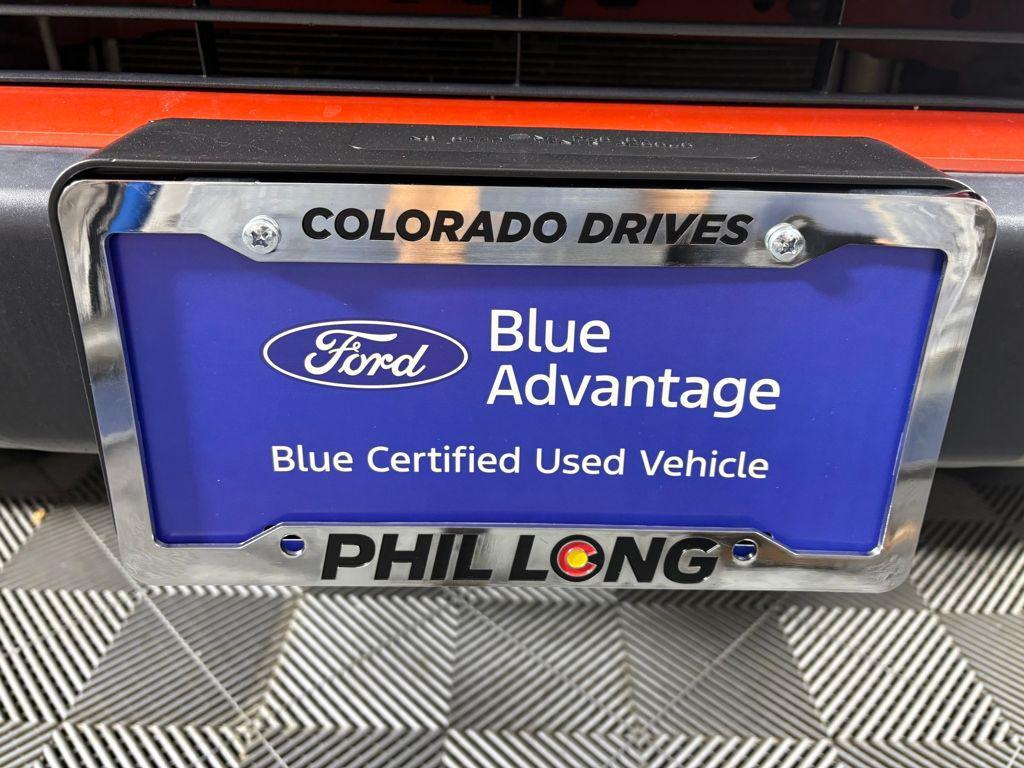 COLORADO DRIVES
Ford
Blue
Advantage
Blue Certified Used Vehicle
PHIL LONG